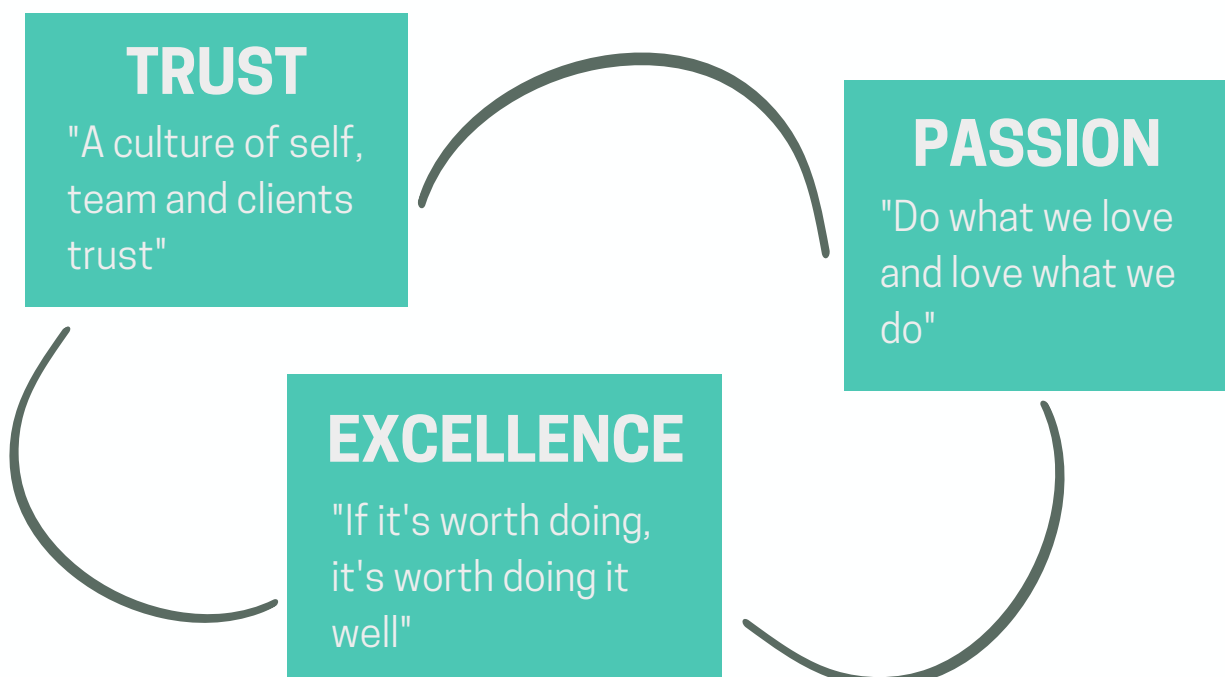 TRUST
"A culture of self,
team and clients
trust"
PASSION
"Do what we love
and love what we
do"
EXCELLENCE
"If it's worth doing,
it's worth doing it
well"